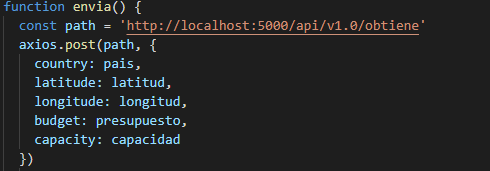 function envia() {
const path = 'http://localhost:5000/api/v1.0/obtiene'
axios.post(path, {
country: pais,
latitude: latitud,
longitude: longitud,
budget: presupuesto,
capacity: capacidad
})